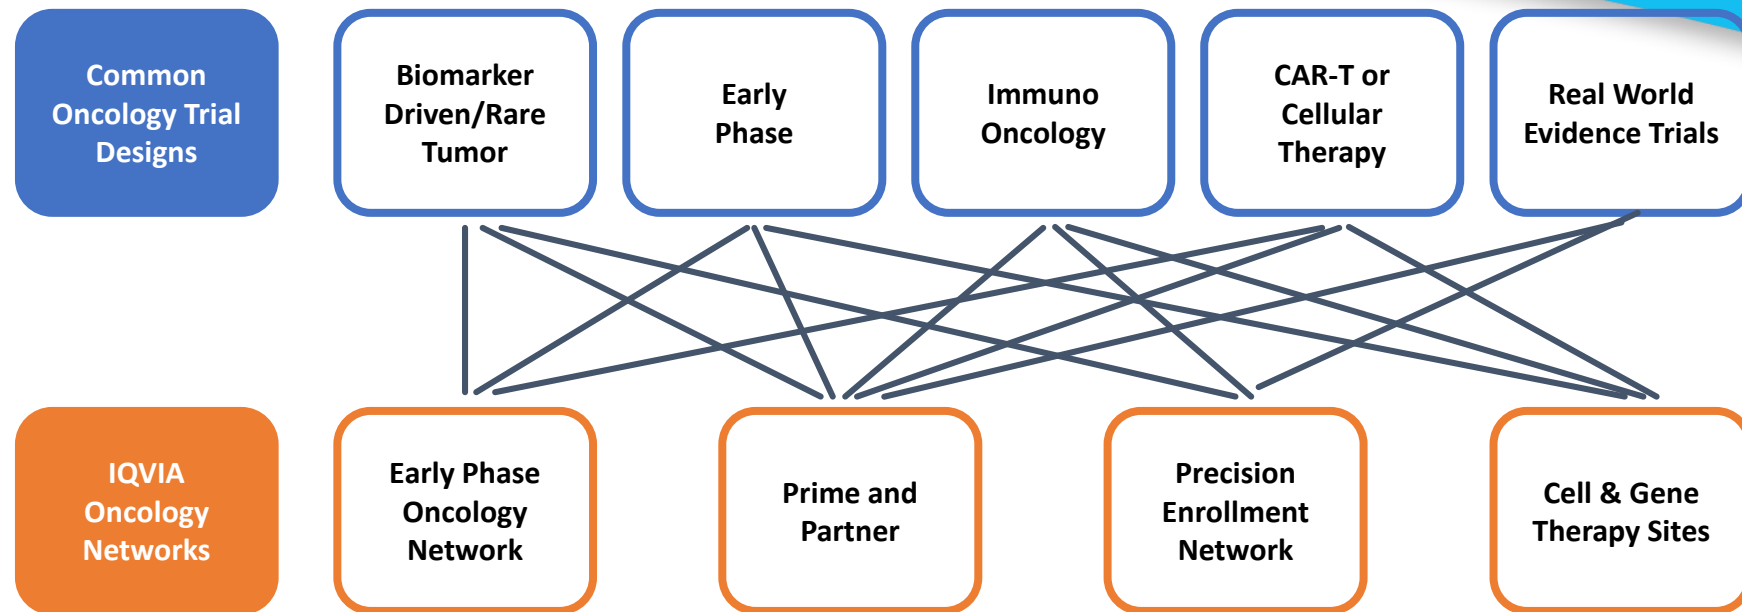 Common
Oncology Trial
Designs
Biomarker
Driven/Rare
Tumor
Early
Phase
Immuno
Oncology
CAR-T or
Cellular
Therapy
Real World
Evidence Trials
IQVIA
Oncology
Networks
Early Phase
Oncology
Network
Prime and
Partner
Precision
Enrollment
Network
Cell & Gene
Therapy Sites